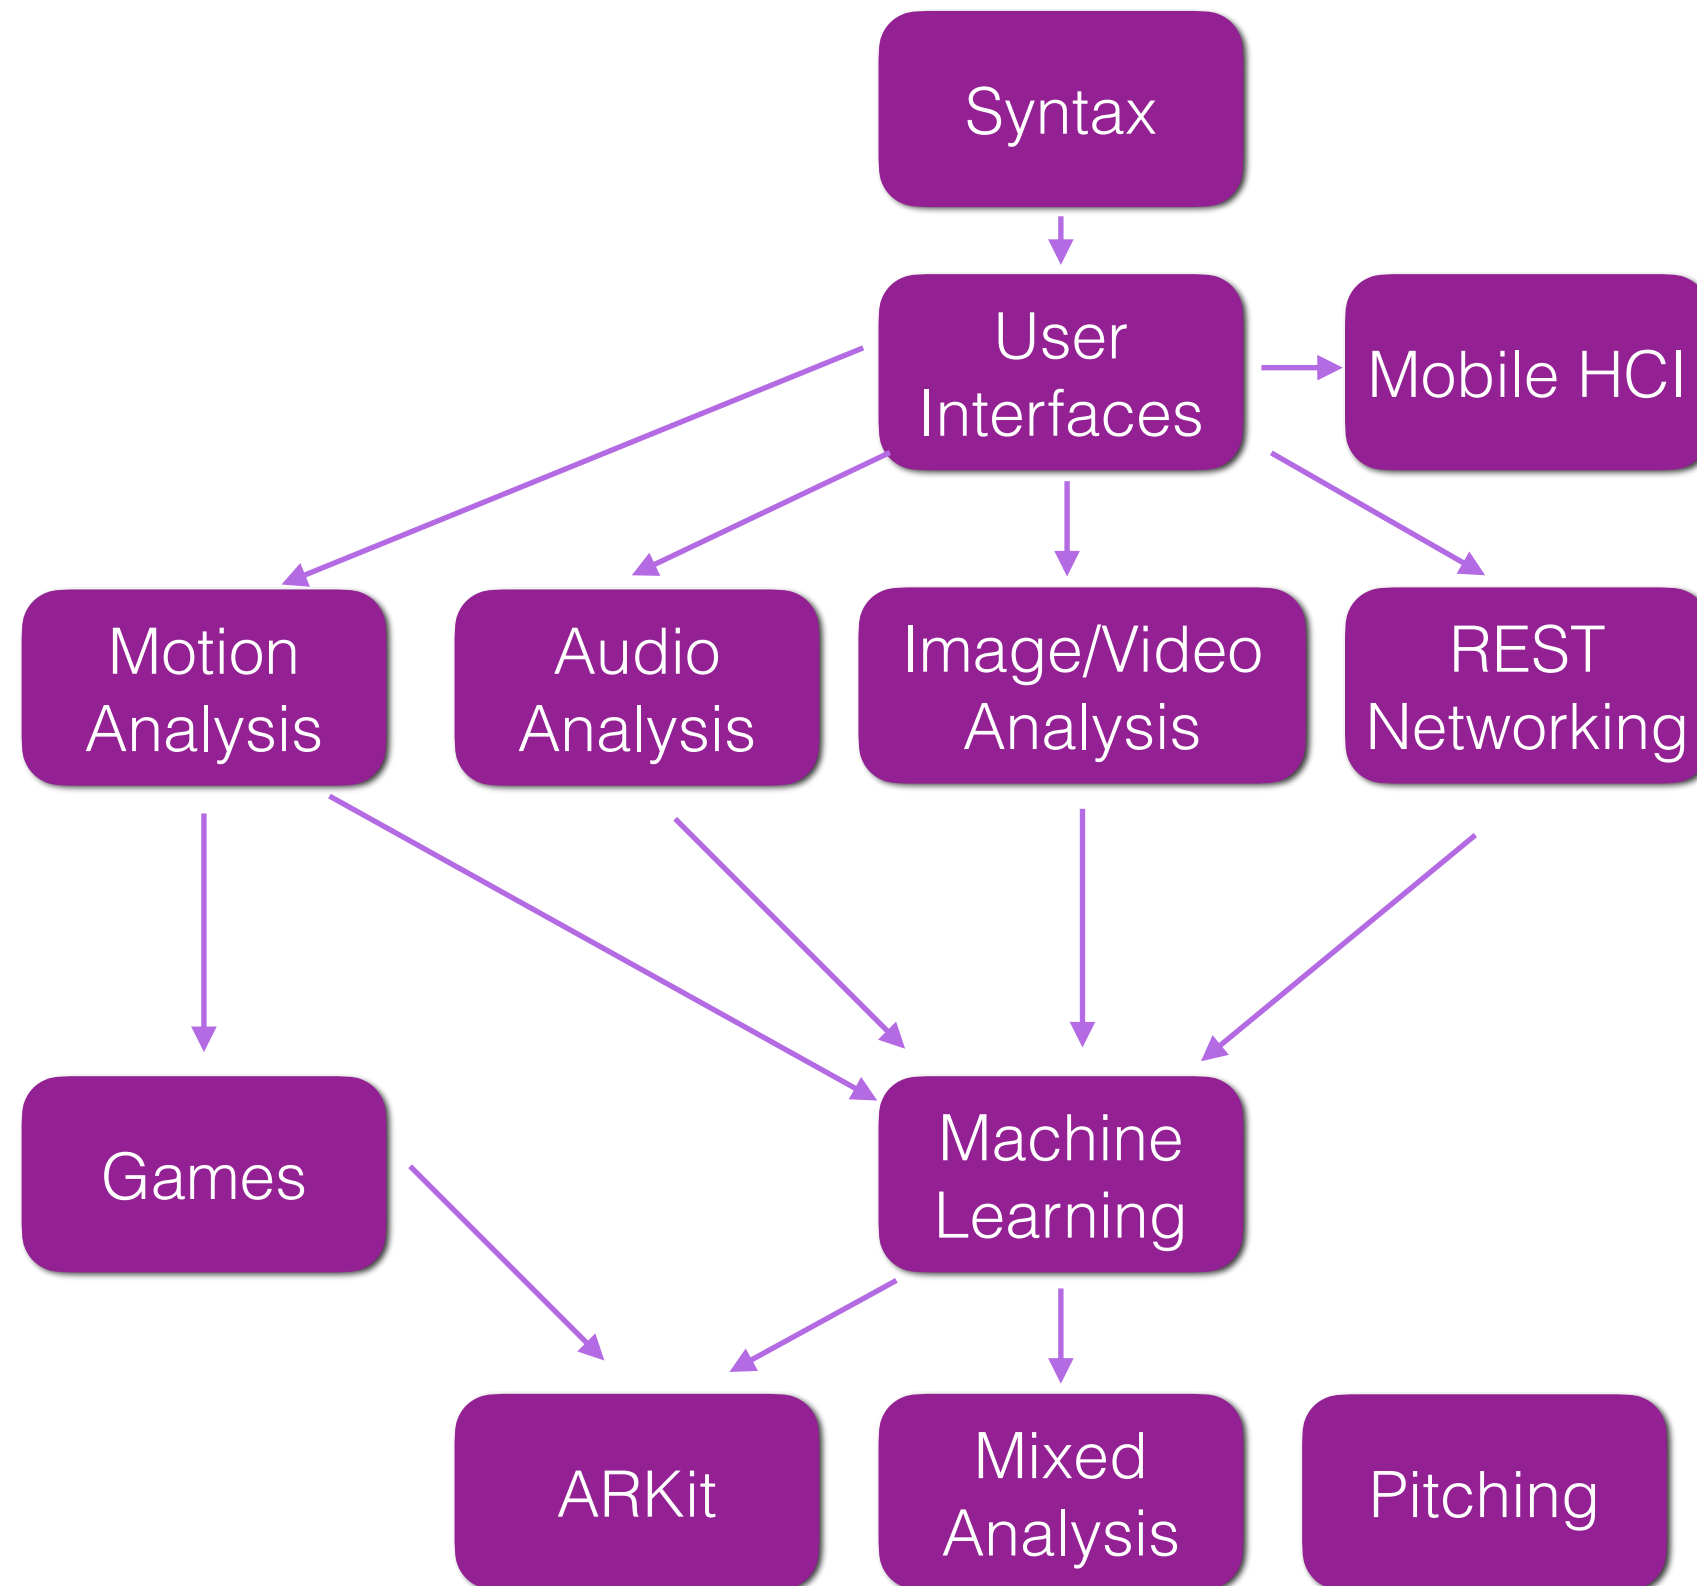 Syntax
User
Interfaces
Mobile HCI
Motion
Analysis
Audio
Analysis
Image/Video
Analysis
REST
Networking
Games
Machine
Learning
ARKit
Mixed
Analysis
Pitching